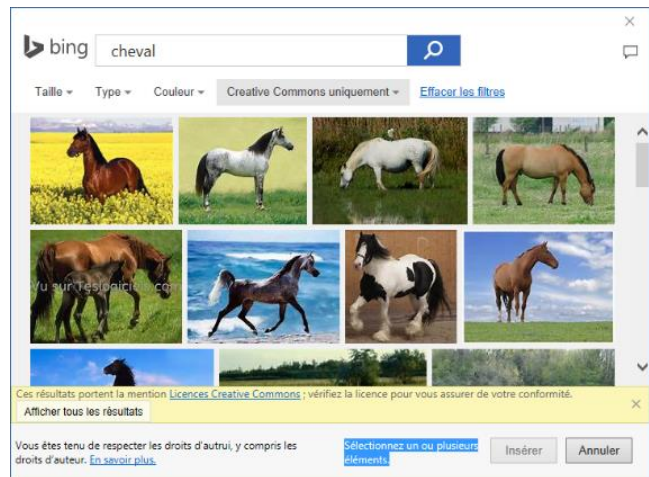 bing
cheval
Taille Type Couleur Creative Commons uniquement Effacer les filtres
Vu sur Teslogiciels.com
Ces résultats portent la mention Licences Creative Commons ; vérifiez la licence pour vous assurer de votre conformité.
Afficher tous les résultats
Vous êtes tenu de respecter les droits d'autrui, y compris les
droits d'auteur. En savoir plus.
Sélectionnez un ou plusieurs
éléments.
Insérer Annuler